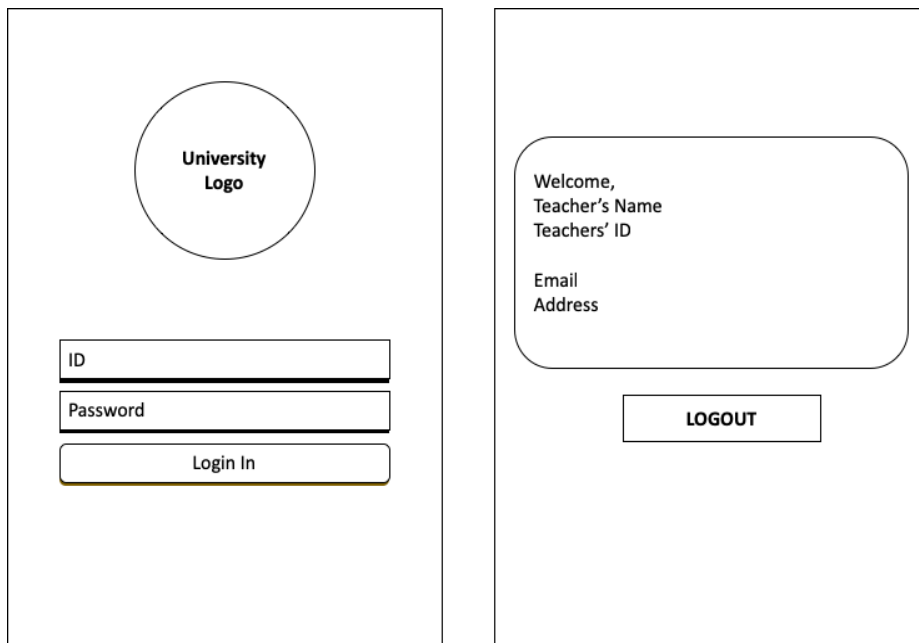 University
Logo
ID
Password
Login In
Welcome,
Teacher's Name
Teachers' ID
Email
Address
LOGOUT